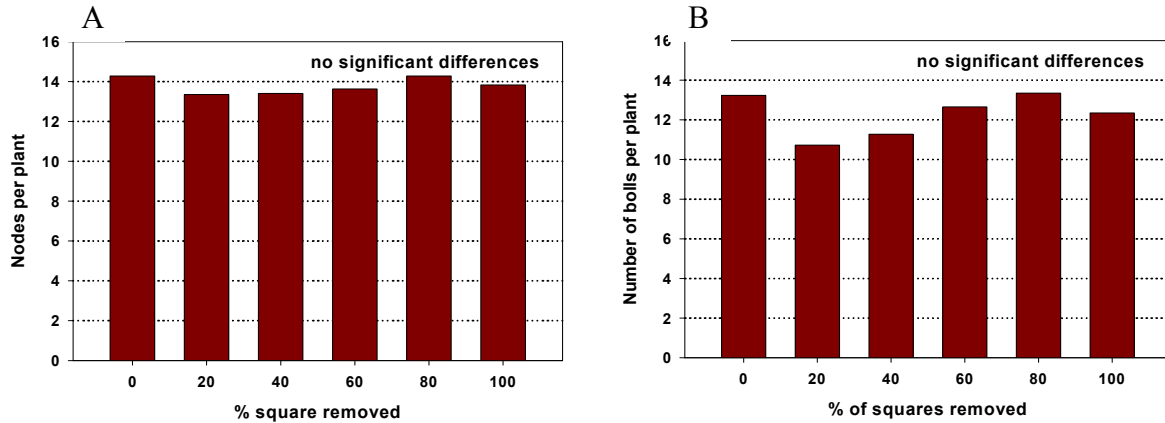 A
no significant differences
Nodes per plant
16
14
12
10
8
6
4
2
0
0 20 40 60 80 100
% square removed
B
no significant differences
Number of bolls per plant
16
14
12
10
8
6
4
2
0
0 20 40 60 80 100
% of squares removed